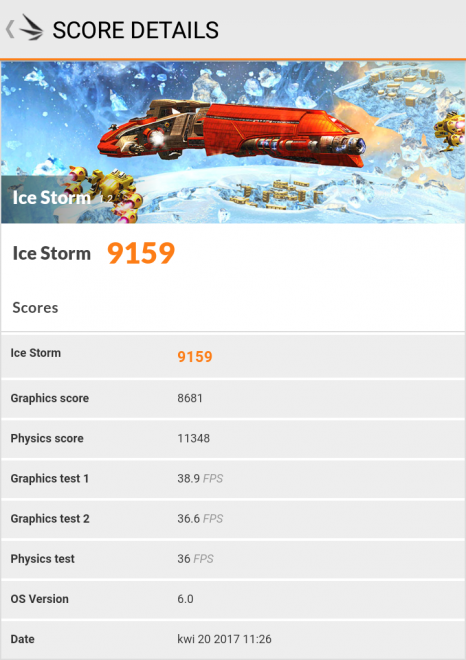 SCORE DETAILS
Ice Storm 1.2
Ice Storm 9159
Scores
Ice Storm 9159
Graphics score 8681
Physics score 11348
Graphics test 1 38.9 FPS
Graphics test 2 36.6 FPS
Physics test 36 FPS
OS Version 6.0
Date kwi 20 2017 11:26